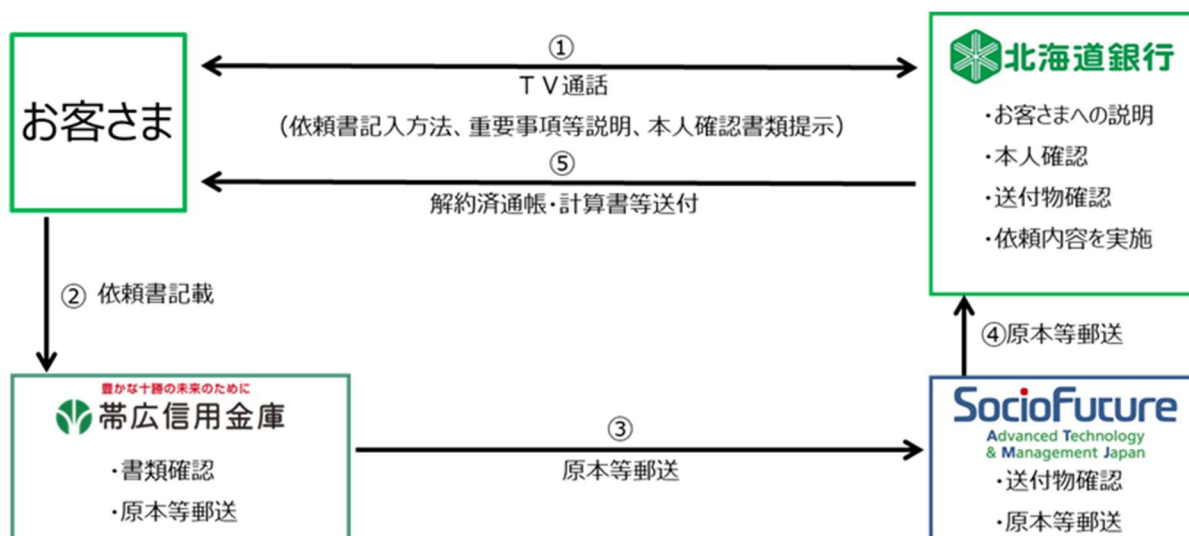 お客さま
①
TV通話
(依頼書記入方法、重要事項等説明、本人確認書類提示)
⑤
解約済通帳・計算書等送付
北海道銀行
・お客さまへの説明
・本人確認
・送付物確認
・依頼内容を実施
② 依頼書記載
④原本等郵送
豊かな十勝の未来のために
帯広信用金庫
・書類確認
・原本等郵送
③
原本等郵送
SocioFuture
Advanced Technology
& Management Japan
・送付物確認
・原本等郵送